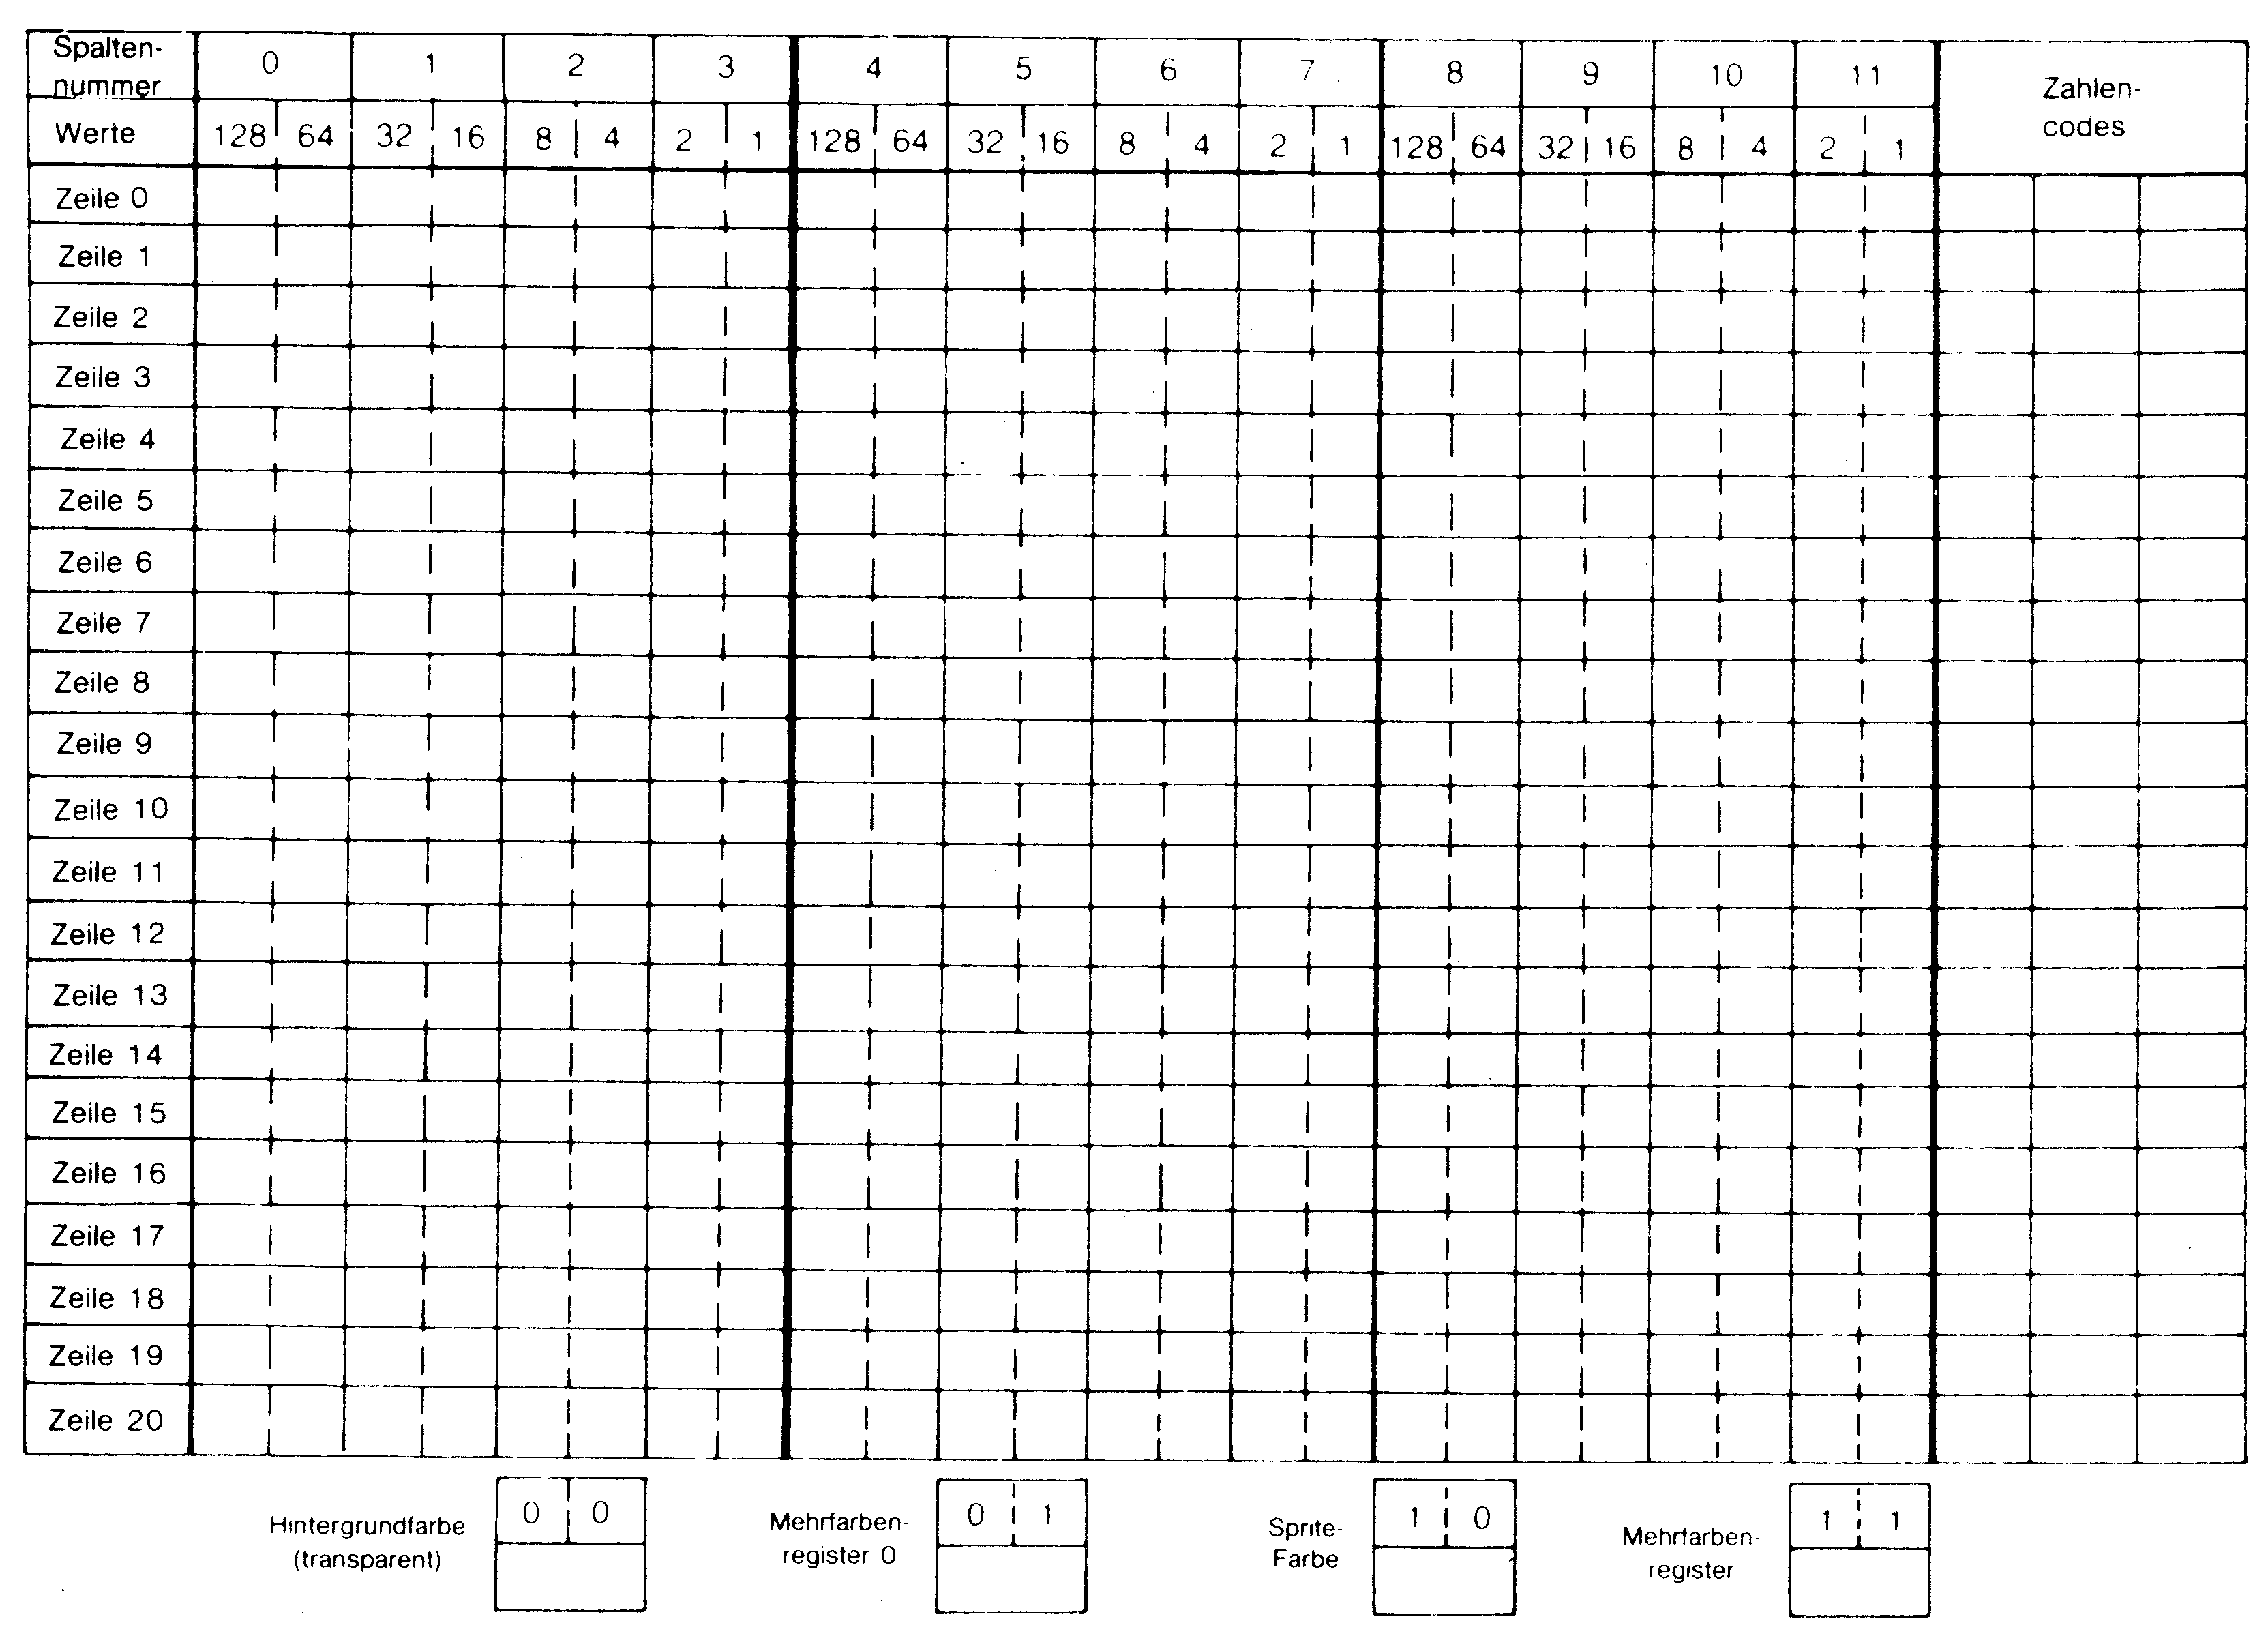 Spalten-
nummer 0 1 2 3 4 5 6 7 8 9 10 11 Zahlen-
codes
Werte 128 64 32 16 8 4 2 1 128 64 32 16 8 4 2 1 128 64 32 16 8 4 2 1
Zeile 0
Zeile 1
Zeile 2
Zeile 3
Zeile 4
Zeile 5
Zeile 6
Zeile 7
Zeile 8
Zeile 9
Zeile 10
Zeile 11
Zeile 12
Zeile 13
Zeile 14
Zeile 15
Zeile 16
Zeile 17
Zeile 18
Zeile 19
Zeile 20
Hintergrundfarbe
(transparent)
0 0
Mehrfarben-
register 0
0 1
Sprite-
Farbe
1 0
Mehrfarben-
register
1 1